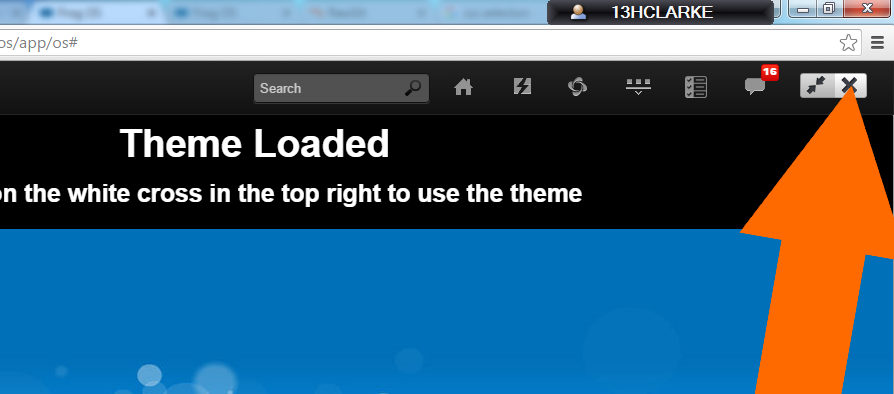 13HCLARKE
os/app/os#
Search
16
Theme Loaded
on the white cross in the top right to use the theme